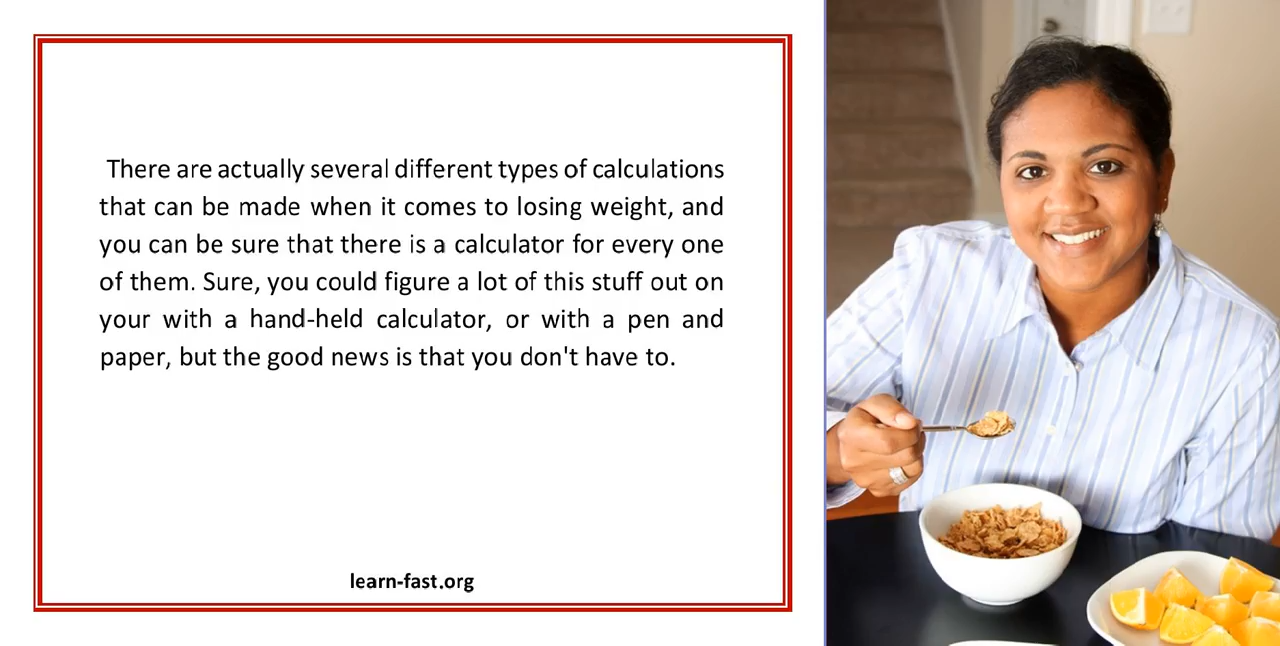 There are actually several different types of calculations
that can be made when it comes to losing weight, and
you can be sure that there is a calculator for every one
of them. Sure, you could figure a lot of this stuff out on
your with a hand-held calculator, or with a pen and
paper, but the good news is that you don't have to.
learn-fast.org